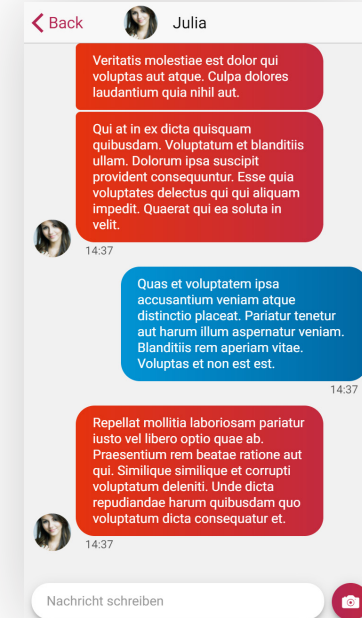 Back
Julia
Veritatis molestiae est dolor qui
voluptas aut atque. Culpa dolores
laudantium quia nihil aut.
Qui at in ex dicta quisquam
quibusdam. Voluptatum et blanditiis
ullam. Dolorum ipsa suscipit
provident consequuntur. Esse quia
voluptates delectus qui qui aliquam
impedit. Quaerat qui ea soluta in
velit.
14:37
Quas et voluptatem ipsa
accusantium veniam atque
distinctio placeat. Pariatur tenetur
aut harum illum aspernatur veniam.
Blanditiis rem aperiam vitae.
Voluptas et non est est.
14:37
Repellat mollitia laboriosam pariatur
iusto vel libero optio quae ab.
Praesentium rem beatae ratione aut
qui. Similique similique et corrupti
voluptatum deleniti. Unde dicta
repudiandae harum quibusdam quo
voluptatum dicta consequatur et.
14:37
Nachricht schreiben